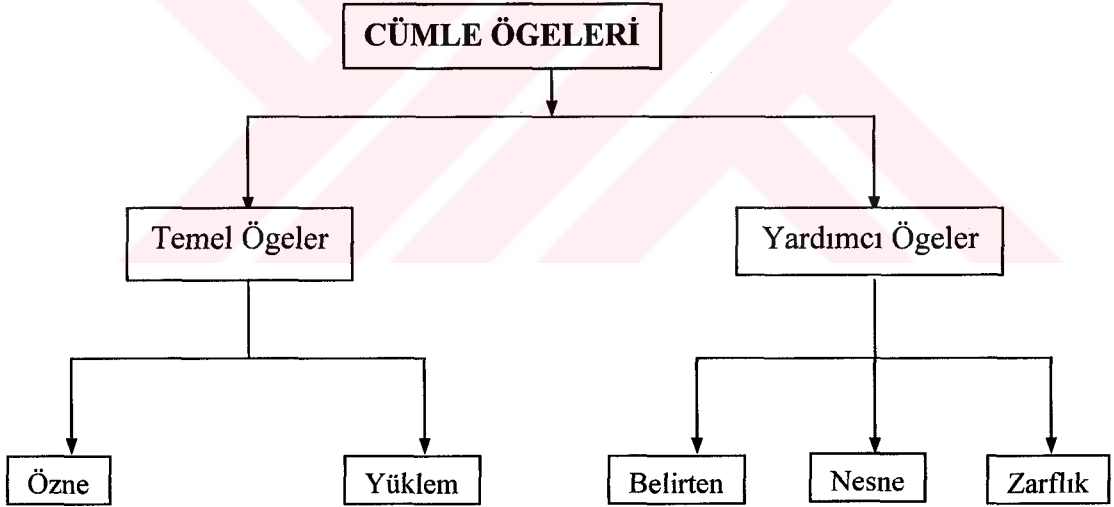 CÜMLE ÖGELERİ
Temel Ögeler
Yardımcı Ögeler
Özne
Yüklem
Belirten
Nesne
Zarflık